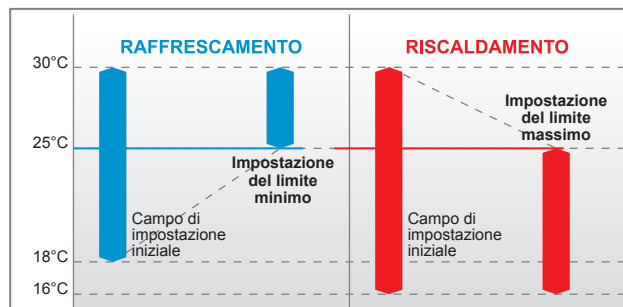 RAFFRESCAMENTO
RISCALDAMENTO
30°C
25°C
18°C
16°C
Impostazione
del limite
minimo
Campo di
impostazione
iniziale
Impostazione
del limite
massimo
Campo di
impostazione
iniziale